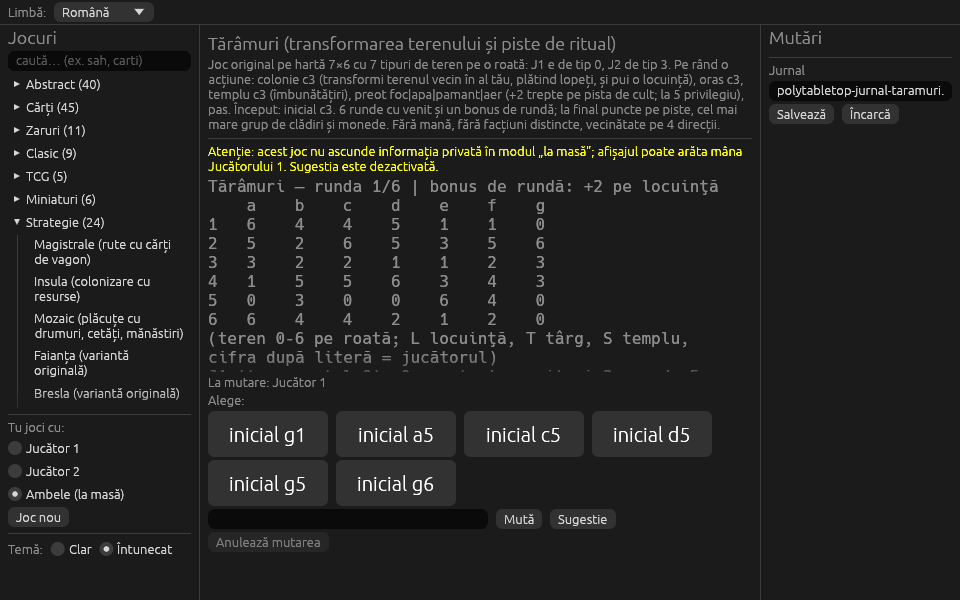 Limbă: Română
Jocuri
caută... (ex. sah, carti)
Abstract (40)
Cărți (45)
Zaruri (11)
Clasic (9)
TCG (5)
Miniaturi (6)
Strategie (24)
Magistrale (rute cu cărți
de vagon)
Insula (colonizare cu
resurse)
Mozaic (plăcuțe cu
drumuri, cetăți, mănăstiri)
Faianța (variantă
originală)
Bresla (variantă originală)
Tu joci cu:
Jucător 1
Jucător 2
Ambele (la masă)
Joc nou
Temă: Clar Întunecat
Tărâmuri (transformarea terenului și piste de ritual)
Joc original pe hartă 7×6 cu 7 tipuri de teren pe o roată: J1 e de tip 0, J2 de tip 3. Pe rând o
acțiune: colonie c3 (transformi terenul vecin în al tău, plătind lopeți, și pui o locuință), oras c3,
templu c3 (îmbunătățiri), preot foc|apa|pamant|aer (+2 trepte pe pista de cult; la 5 privilegiu),
pas. Început: inicial c3. 6 runde cu venit și un bonus de rundă; la final puncte pe piste, cel mai
mare grup de clădiri și monede. Fără mană, fără facțiuni distincte, vecinătate pe 4 direcții.
Atenție: acest joc nu ascunde informația privată în modul „la masă”; afișajul poate arăta mâna
Jucătorului 1. Sugestia este dezactivată.
Tărâmuri — runda 1/6 | bonus de rundă: +2 pe locuință
a b c d e f g
1 6 4 4 5 1 1 0
2 5 2 6 5 3 5 6
3 3 2 2 1 1 2 3
4 1 5 5 6 3 4 3
5 0 3 0 0 6 4 0
6 6 4 4 2 1 2 0
(teren 0-6 pe roată; L locuință, T târg, S templu,
cifra după literă = jucătorul)
La mutare: Jucător 1
Alege:
inicial g1
inicial a5
inicial c5
inicial d5
inicial g5
inicial g6
Mută
Sugestie
Anulează mutarea
Mutări
Jurnal
polytabletop-jurnal-taramuri.
Salvează
Încarcă